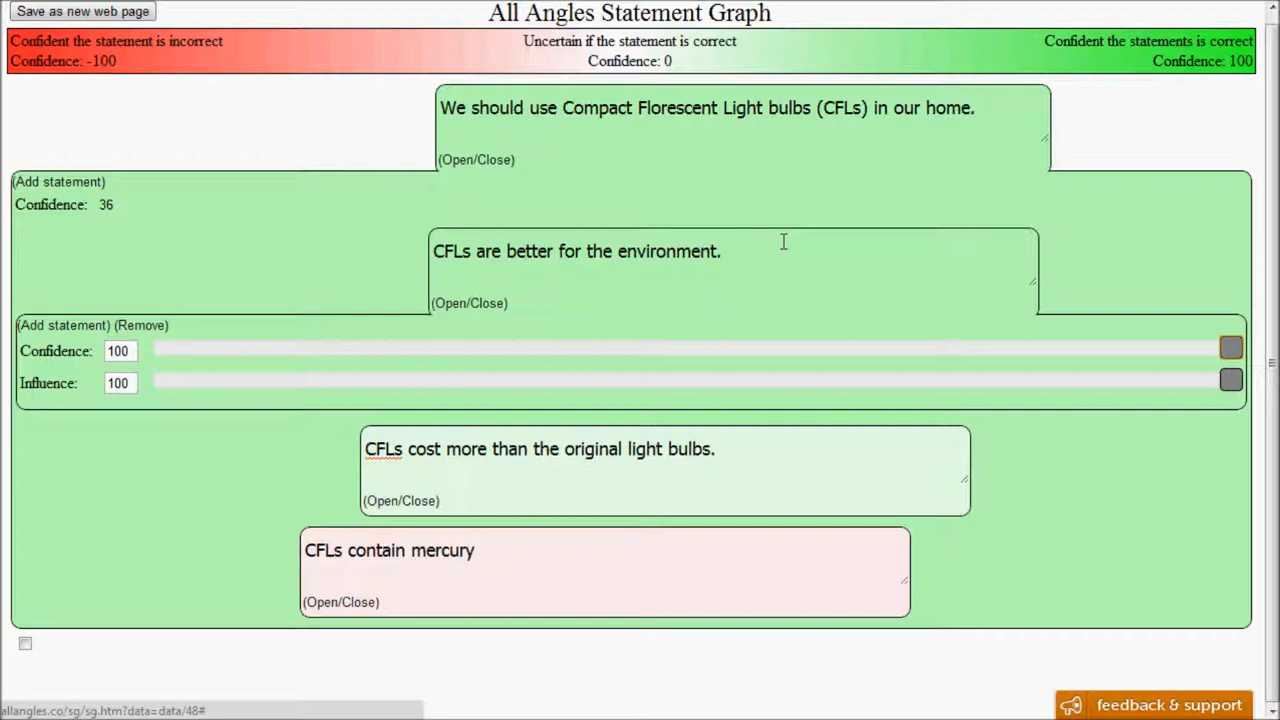 Save as new web page
All Angles Statement Graph
Confident the statement is incorrect
Confidence: -100
Uncertain if the statement is correct
Confidence: 0
Confident the statements is correct
Confidence: 100
We should use Compact Florescent Light bulbs (CFLs) in our home.
(Open/Close)
(Add statement)
Confidence: 36
CFLs are better for the environment.
(Open/Close)
(Add statement) (Remove)
Confidence: 100
Influence: 100
CFLs cost more than the original light bulbs.
(Open/Close)
CFLs contain mercury
(Open/Close)
allangles.co/sg/sg.htm?data=data/48#
feedback & support